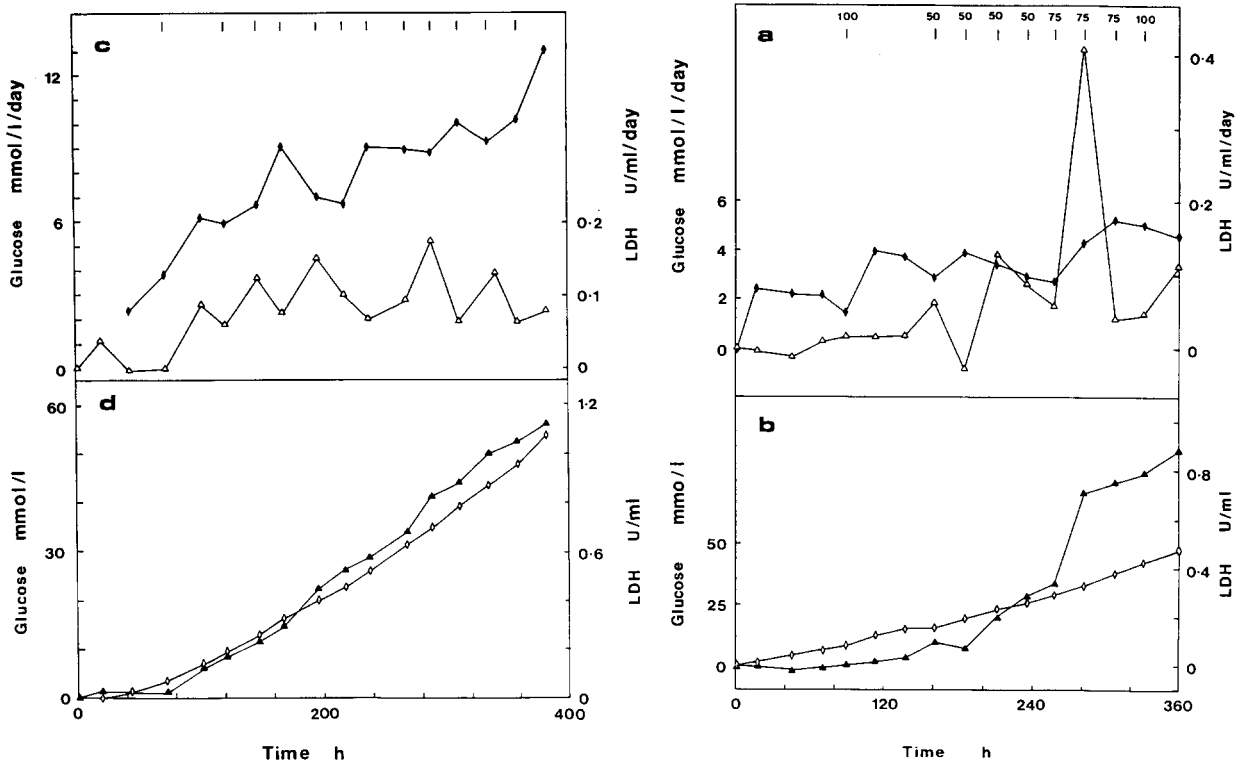 c
12
6
0
Glucose mmol/l/day
0·2
0·1
0
LDH U/ml/day
d
60
30
0
Glucose mmol/l
1·2
0·6
0
LDH U/ml
0 200 400
Time h
100 50 50 50 50 75 75 75 100
a
6
4
2
0
Glucose mmol/l/day
0·4
0·2
0
LDH U/ml/day
b
50
25
0
Glucose mmo/l
0·8
0·4
0
LDH U/ml
0 120 240 360
Time h